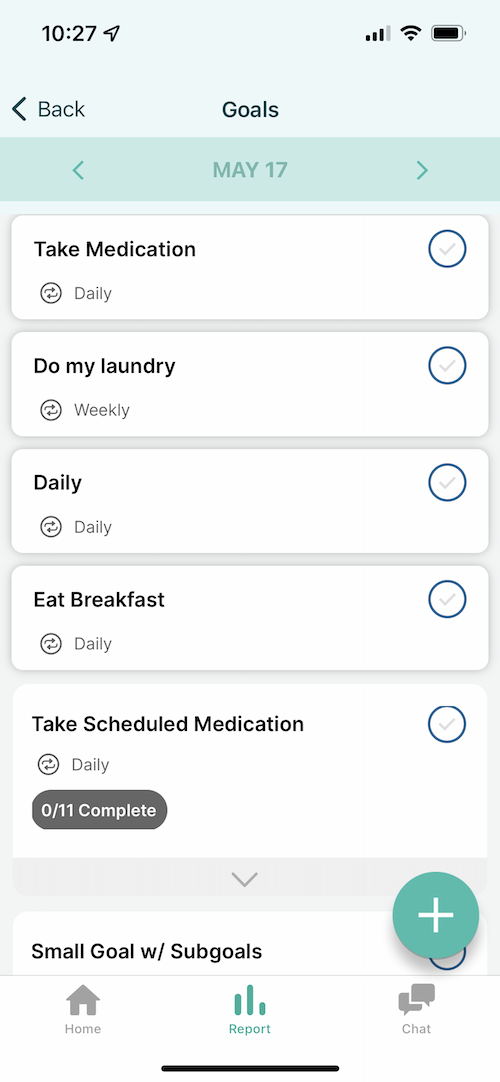 10:27
Back
Goals
MAY 17
Take Medication
Daily
Do my laundry
Weekly
Daily
Daily
Eat Breakfast
Daily
Take Scheduled Medication
Daily
0/11 Complete
Small Goal w/ Subgoals
Home
Report
Chat